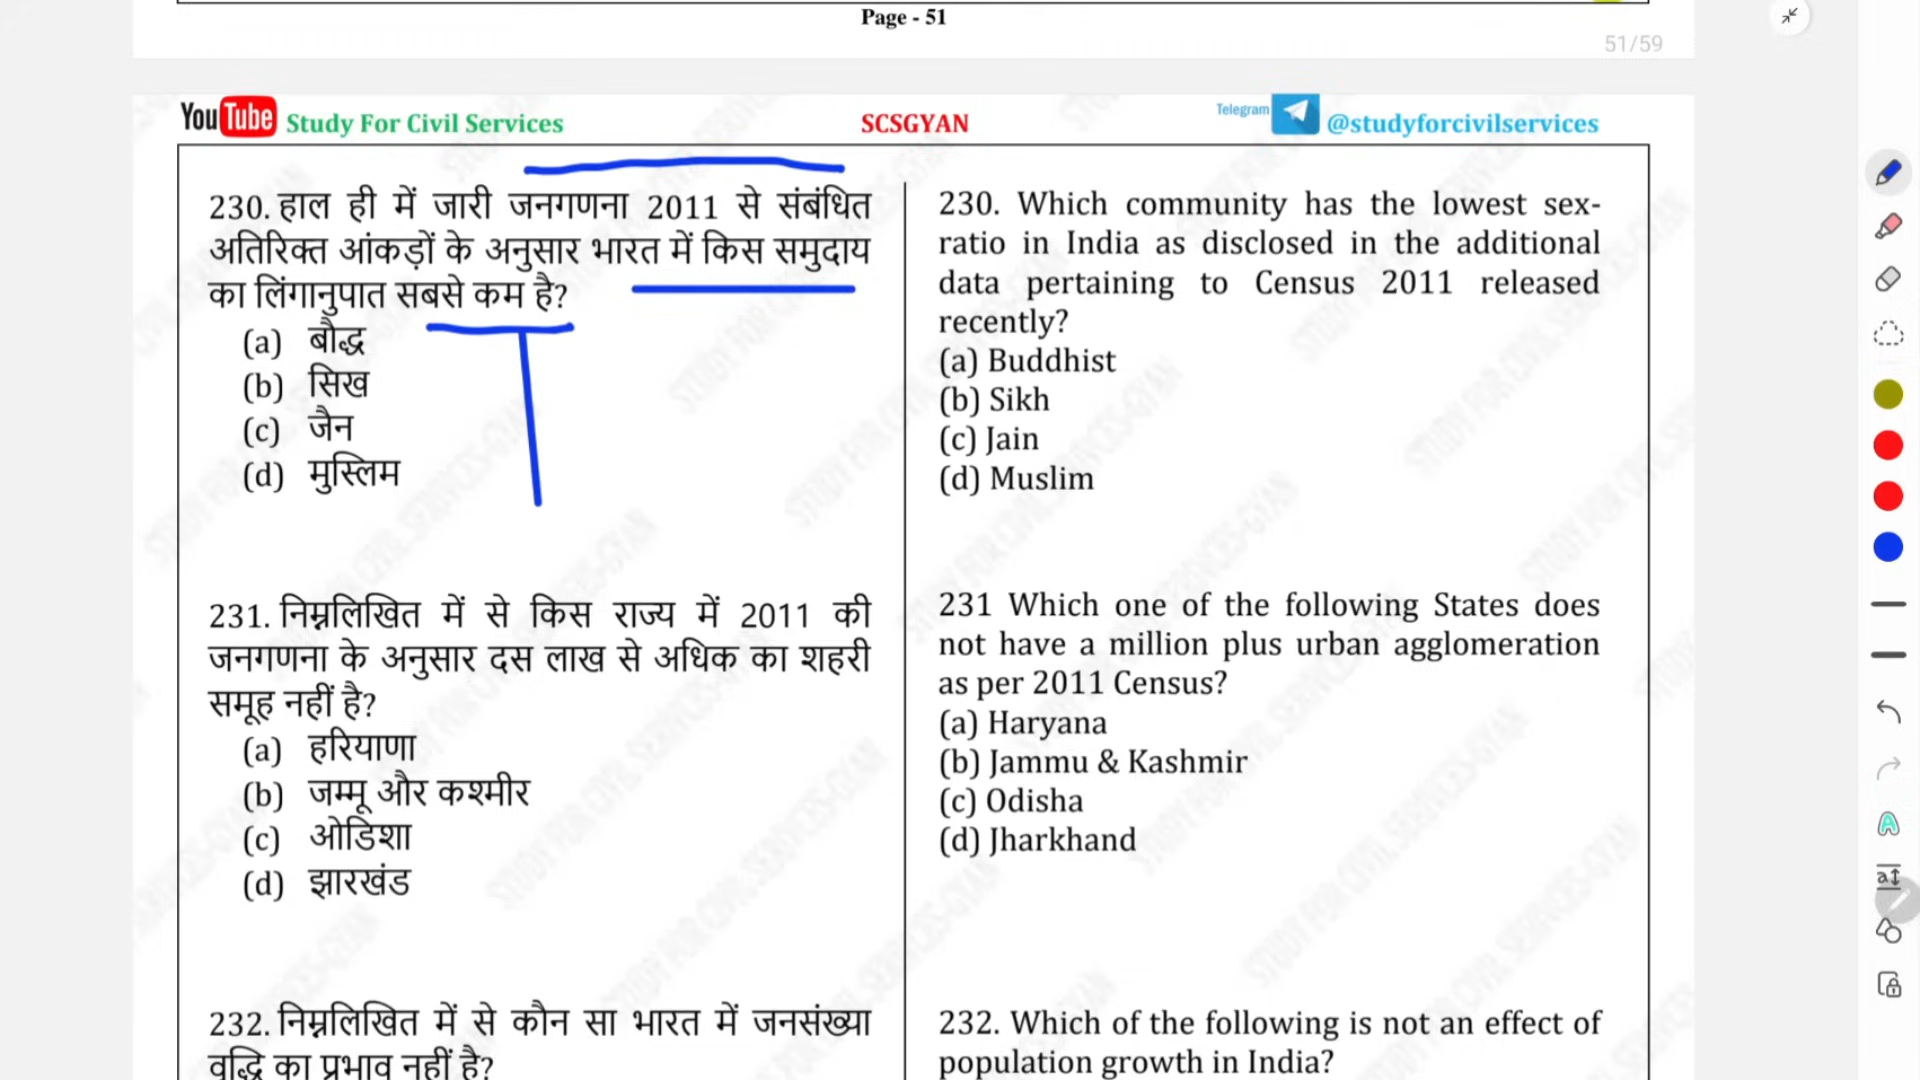 Page - 51
51/59
YouTube Study For Civil Services
SCSGYAN
Telegram @studyforcivilservices
230. हाल ही में जारी जनगणना 2011 से संबंधित
अतिरिक्त आंकड़ों के अनुसार भारत में किस समुदाय
का लिंगानुपात सबसे कम है?
(a) बौद्ध
(b) सिख
(c) जैन
(d) मुस्लिम
231. निम्नलिखित में से किस राज्य में 2011 की
जनगणना के अनुसार दस लाख से अधिक का शहरी
समूह नहीं है?
(a) हरियाणा
(b) जम्मू और कश्मीर
(c) ओडिशा
(d) झारखंड
232. निम्नलिखित में से कौन सा भारत में जनसंख्या
वृद्धि का प्रभाव नहीं है?
230. Which community has the lowest sex-
ratio in India as disclosed in the additional
data pertaining to Census 2011 released
recently?
(a) Buddhist
(b) Sikh
(c) Jain
(d) Muslim
231 Which one of the following States does
not have a million plus urban agglomeration
as per 2011 Census?
(a) Haryana
(b) Jammu & Kashmir
(c) Odisha
(d) Jharkhand
232. Which of the following is not an effect of
population growth in India?